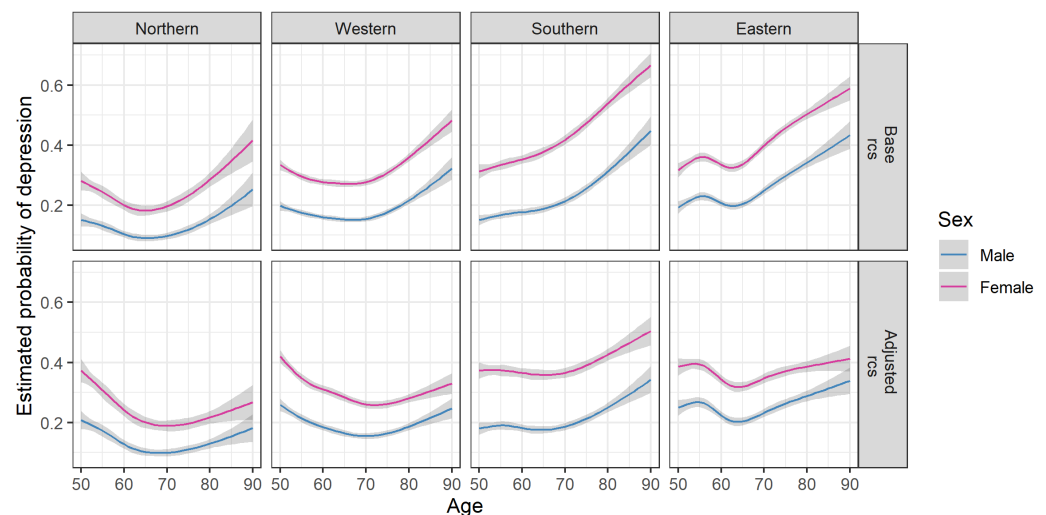 Northern Western Southern Eastern
Estimated probability of depression
0.6
0.4
0.2
Base
rcs
0.6
0.4
0.2
Adjusted
rcs
50 60 70 80 90 50 60 70 80 90 50 60 70 80 90 50 60 70 80 90
Age
Sex
Male
Female